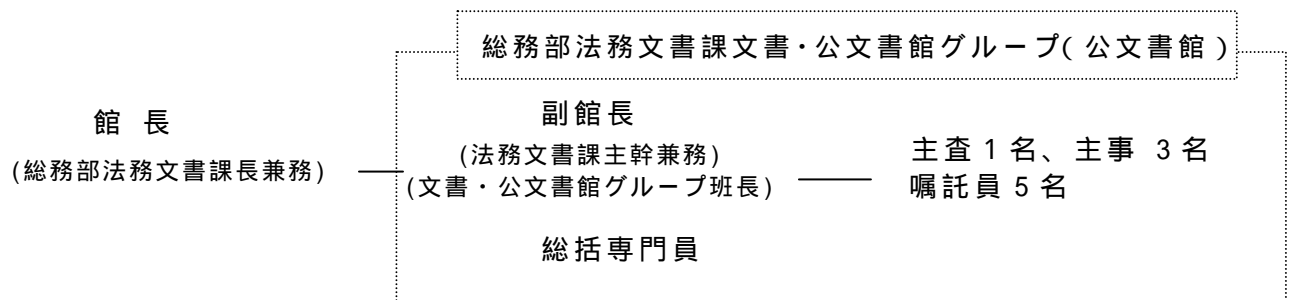 総務部法務文書課文書・公文書館グループ(公文書館)
館 長
(総務部法務文書課長兼務)
副館長
(法務文書課主幹兼務)
(文書・公文書館グループ班長)
主査1名、主事 3名
嘱託員5名
総括専門員